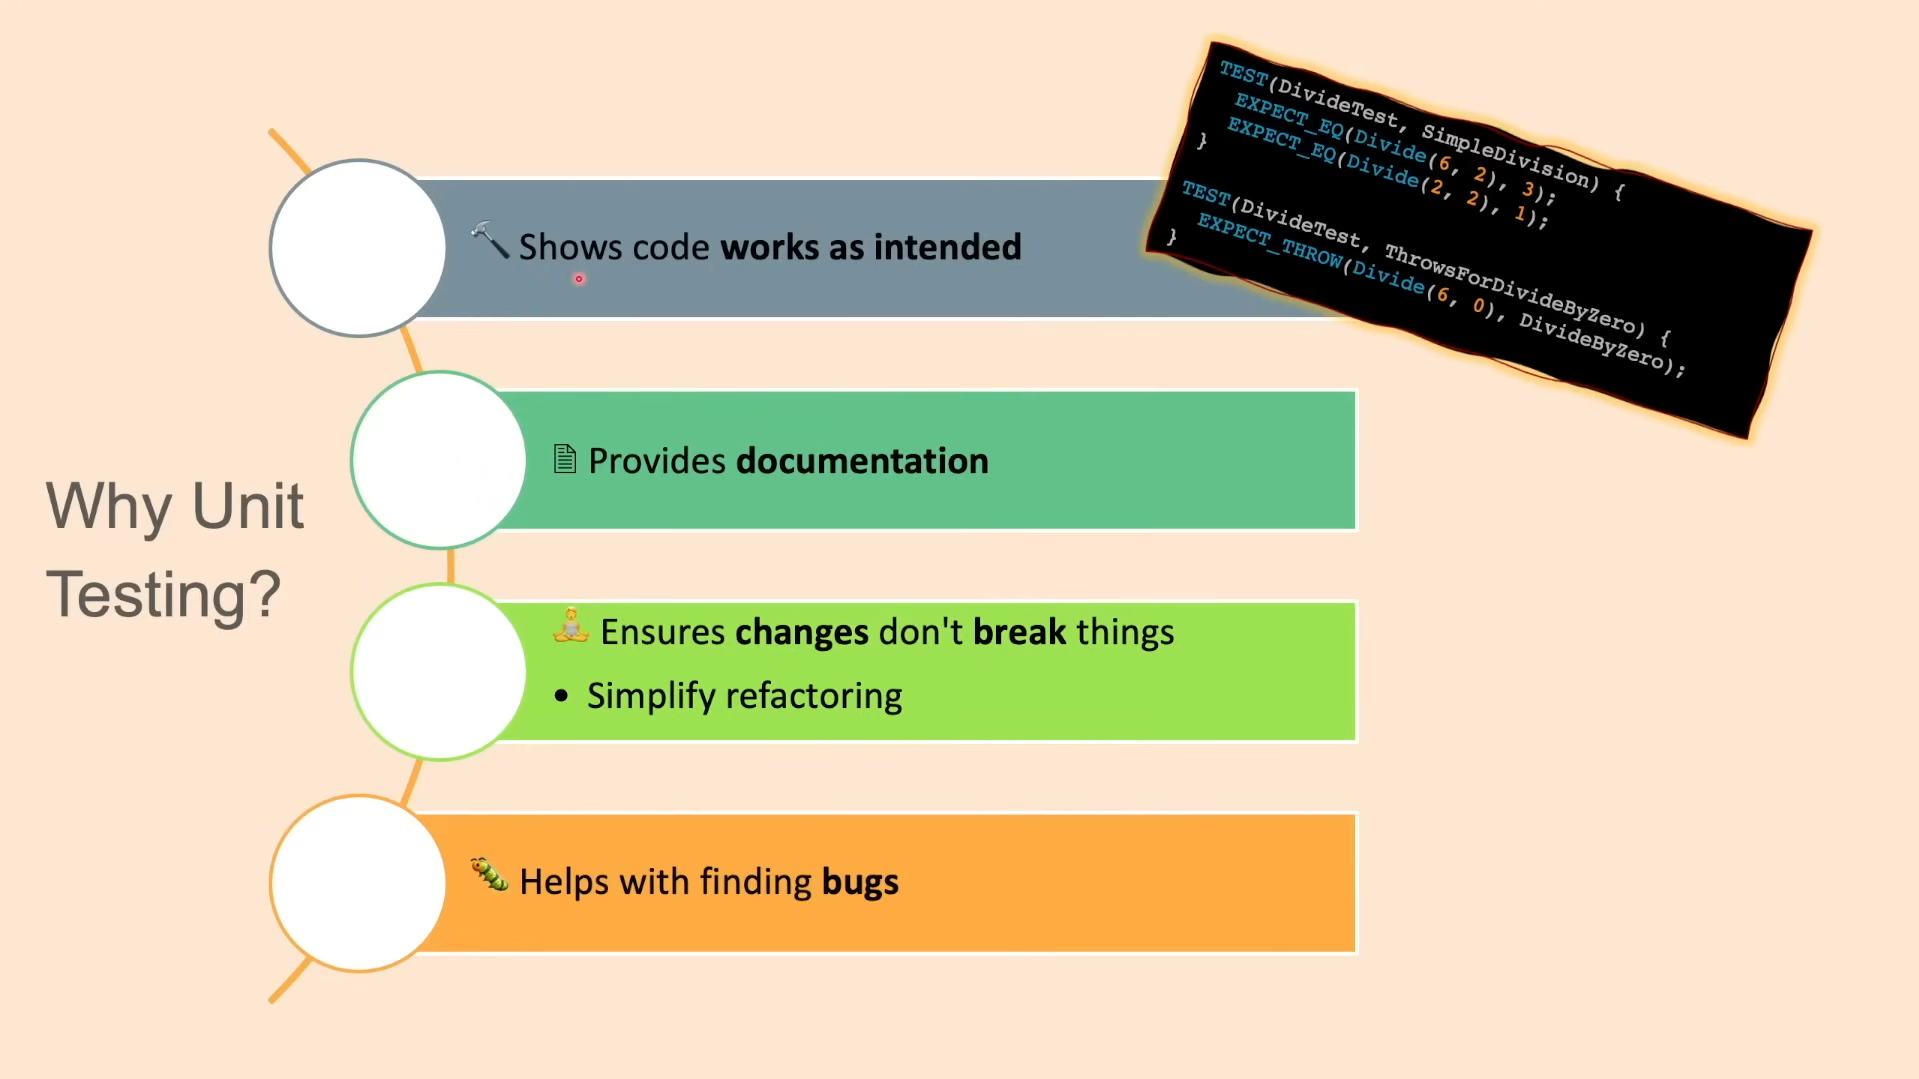 Why Unit
Testing?
🔨 Shows code works as intended
🗎 Provides documentation
🧘 Ensures changes don't break things
• Simplify refactoring
🐛 Helps with finding bugs
TEST(DivideTest, SimpleDivision) {
EXPECT_EQ(Divide(6, 2), 3);
EXPECT_EQ(Divide(2, 2), 1);
}
TEST(DivideTest, ThrowsForDivideByZero) {
EXPECT_THROW(Divide(6, 0), DivideByZero);
}